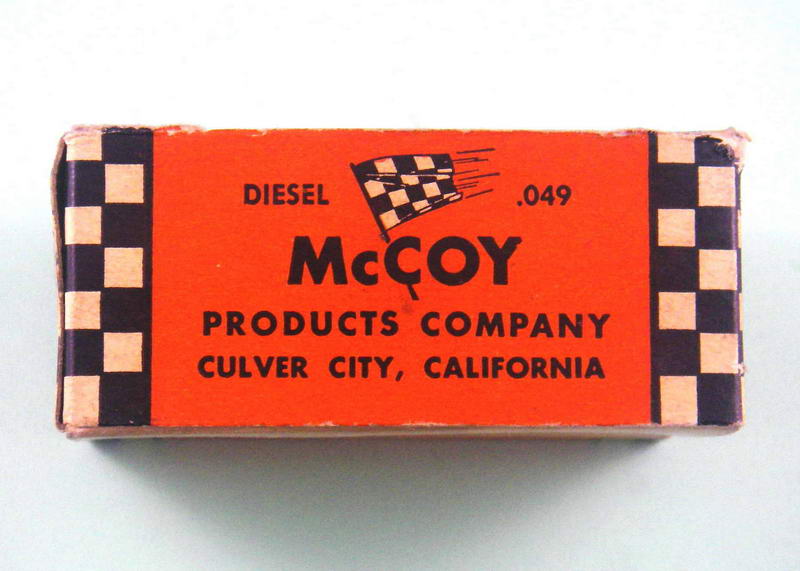 DIESEL .049
McCOY
PRODUCTS COMPANY
CULVER CITY, CALIFORNIA